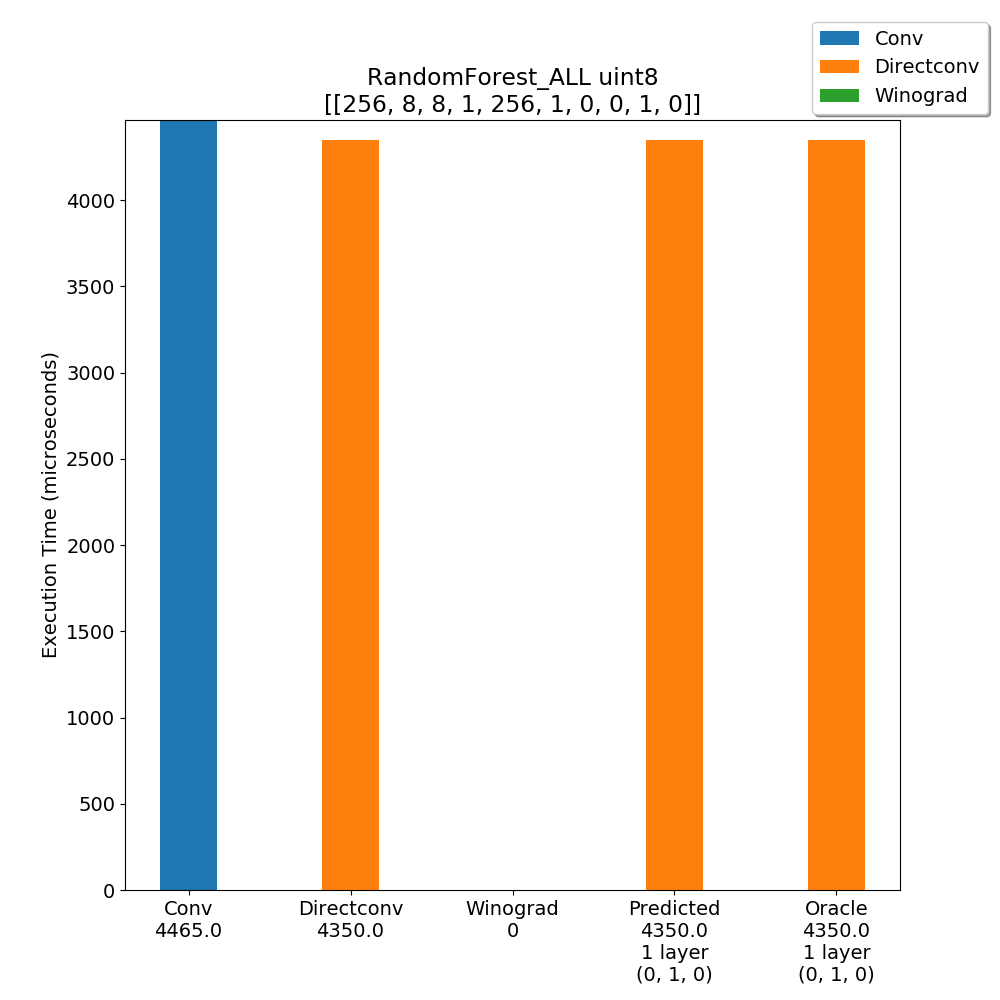 Conv
Directconv
Winograd
RandomForest_ALL uint8
[[256, 8, 8, 1, 256, 1, 0, 0, 1, 0]]
Execution Time (microseconds)
4000
3500
3000
2500
2000
1500
1000
500
0
Conv
4465.0
Directconv
4350.0
Winograd
0
Predicted
4350.0
1 layer
(0, 1, 0)
Oracle
4350.0
1 layer
(0, 1, 0)